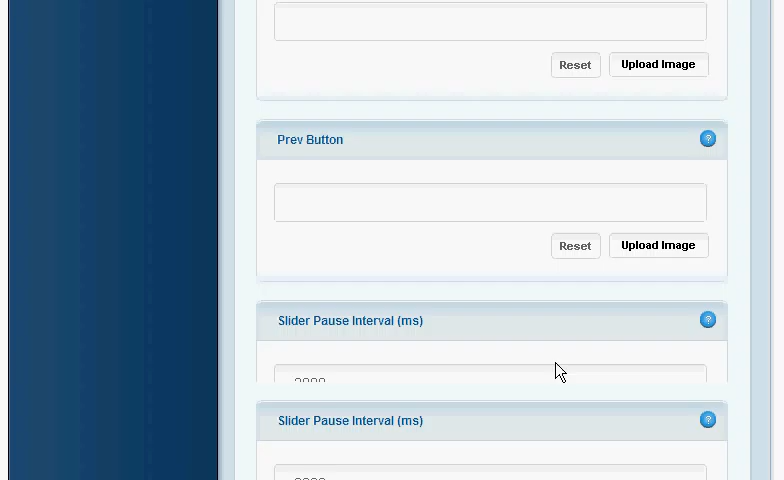 Reset Upload Image
Prev Button ?
Reset Upload Image
Slider Pause Interval (ms) ?
Slider Pause Interval (ms) ?